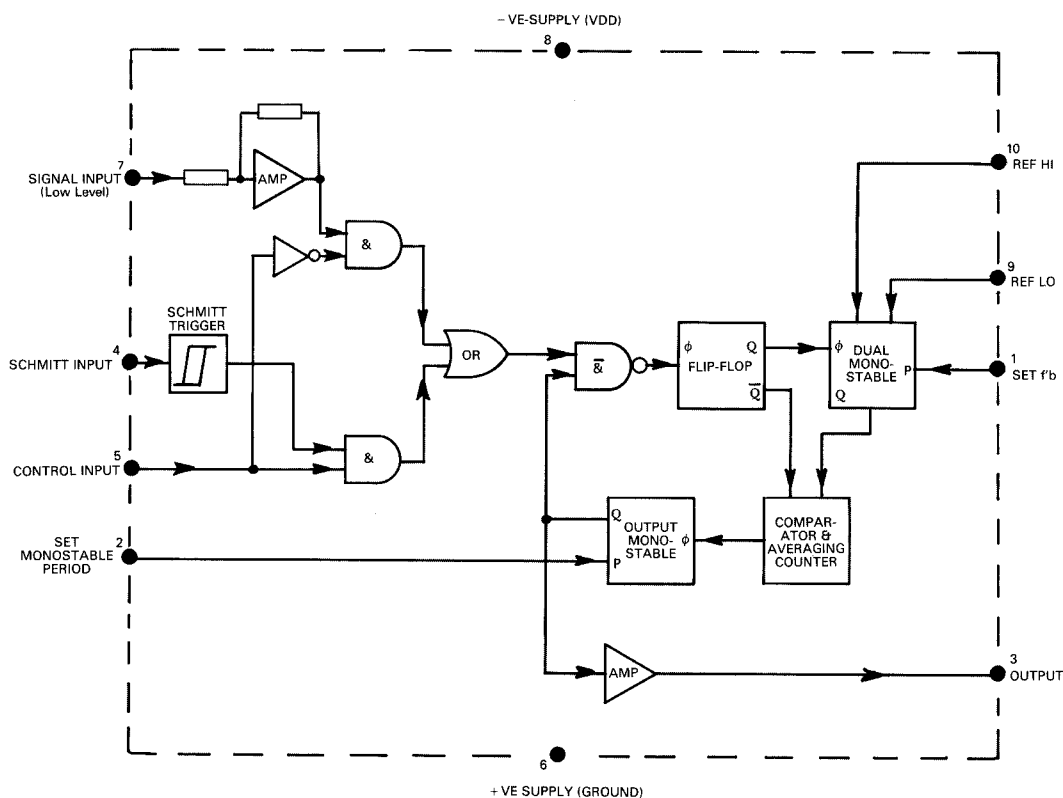 – VE-SUPPLY (VDD)
8
10
REF HI
7
SIGNAL INPUT
(Low Level)
AMP
&
9
REF LO
SCHMITT
TRIGGER
4
SCHMITT INPUT
OR
&
ϕ Q
FLIP-FLOP
Q
ϕ DUAL
MONO-
STABLE P
Q
1
SET f'b
5
CONTROL INPUT
&
2
SET
MONOSTABLE
PERIOD
Q
OUTPUT
MONO-
STABLE ϕ
P
COMPAR-
ATOR &
AVERAGING
COUNTER
AMP
3
OUTPUT
6
+ VE SUPPLY (GROUND)